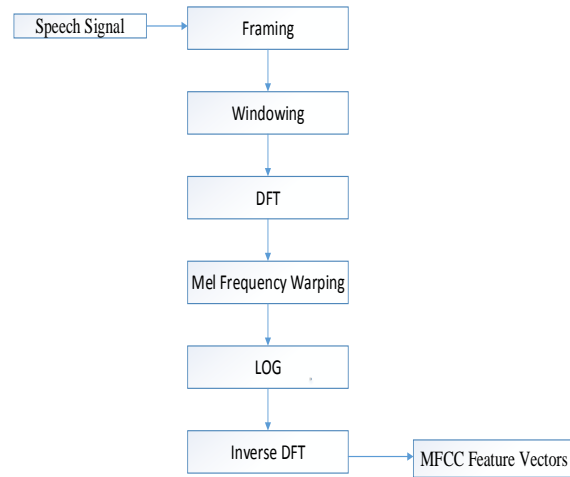 Speech Signal
Framing
Windowing
DFT
Mel Frequency Warping
LOG
Inverse DFT
MFCC Feature Vectors